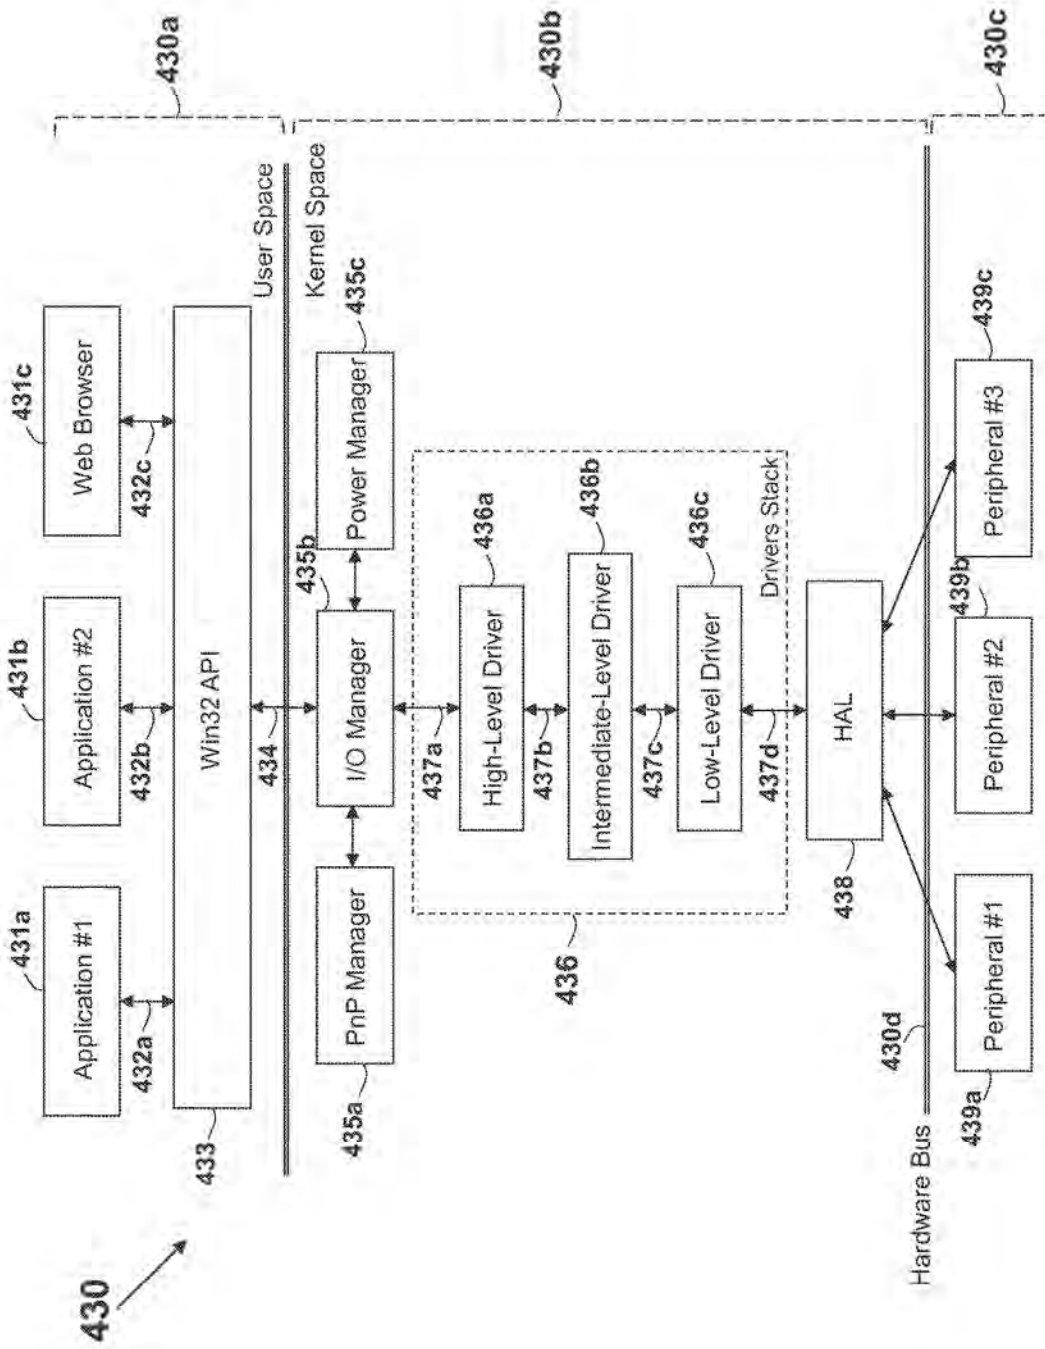 430
431a
Application #1
431b
Application #2
431c
Web Browser
430a
432a
432b
432c
433
Win32 API
User Space
434
Kernel Space
435a
PnP Manager
I/O Manager
435b
Power Manager
435c
430b
437a
436
High-Level Driver
436a
437b
Intermediate-Level Driver
436b
437c
Low-Level Driver
436c
437d
Drivers Stack
438
HAL
Hardware Bus
430d
439a
Peripheral #1
Peripheral #2
439b
Peripheral #3
439c
430c